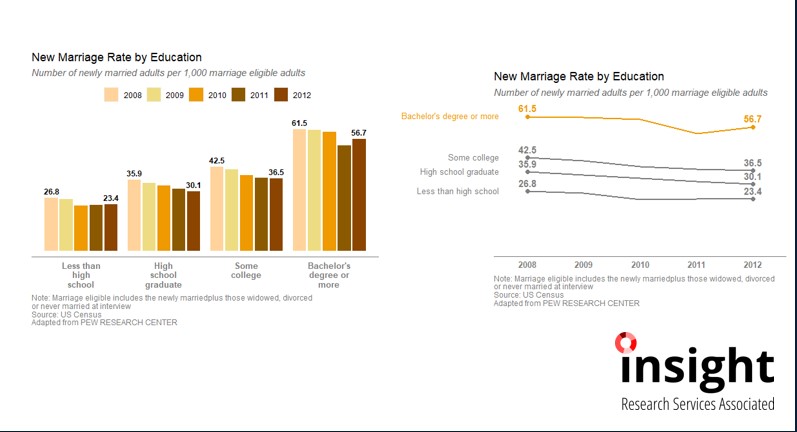 New Marriage Rate by Education
Number of newly married adults per 1,000 marriage eligible adults
2008 2009 2010 2011 2012
61.5
56.7
42.5
36.5
35.9
30.1
26.8
23.4
Less than
high
school
High
school
graduate
Some
college
Bachelor's
degree or
more
Note: Marriage eligible includes the newly marriedplus those widowed, divorced
or never married at interview
Source: US Census
Adapted from PEW RESEARCH CENTER
New Marriage Rate by Education
Number of newly married adults per 1,000 marriage eligible adults
Bachelor's degree or more
61.5
56.7
Some college
42.5
36.5
High school graduate
35.9
30.1
Less than high school
26.8
23.4
2008 2009 2010 2011 2012
Note: Marriage eligible includes the newly marriedplus those widowed, divorced
or never married at interview
Source: US Census
Adapted from PEW RESEARCH CENTER
insight
Research Services Associated